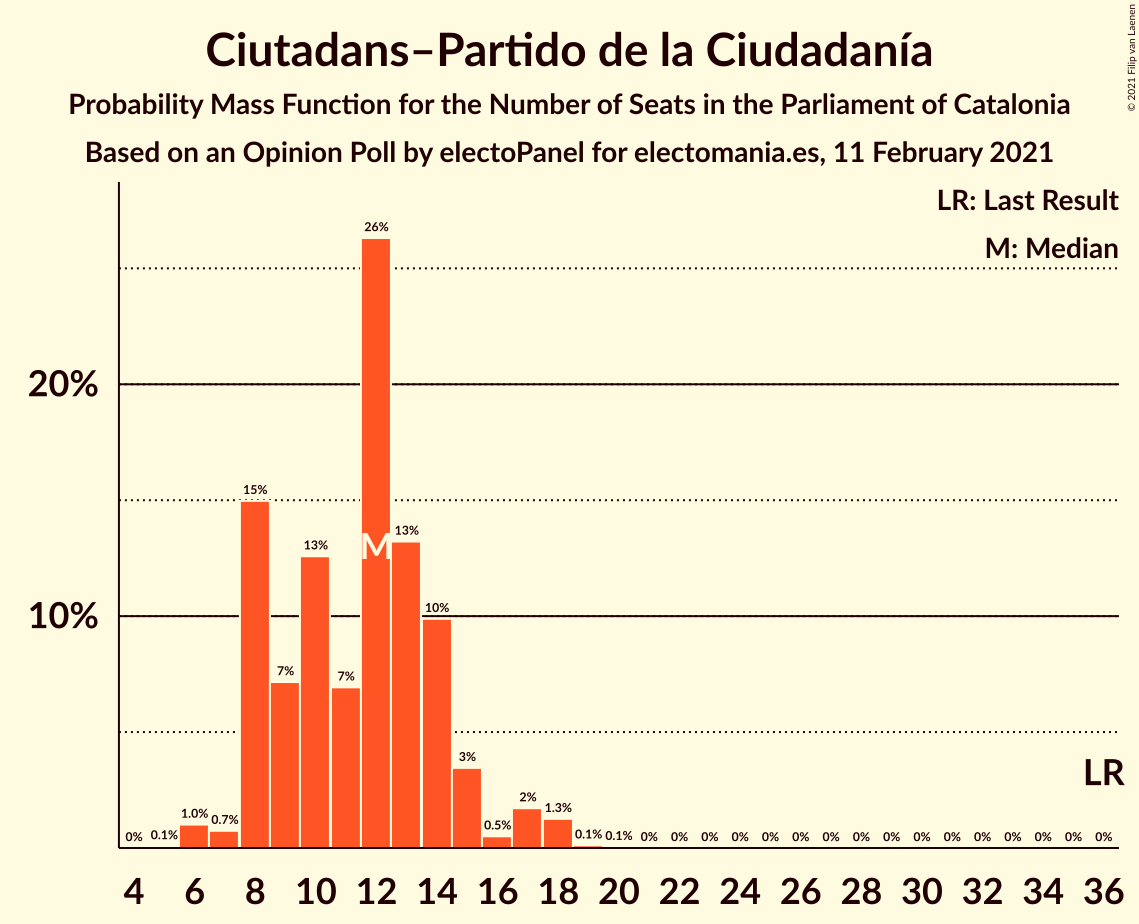 Ciutadans–Partido de la Ciudadanía
Probability Mass Function for the Number of Seats in the Parliament of Catalonia
Based on an Opinion Poll by electoPanel for electomania.es, 11 February 2021
© 2021 Filip van Laenen
LR: Last Result
M: Median
20%
10%
0% 0.1% 1.0% 0.7% 15% 7% 13% 7% 26% 13% 10% 3% 0.5% 2% 1.3% 0.1% 0.1% 0% 0% 0% 0% 0% 0% 0% 0% 0% 0% 0% 0% 0% 0% 0% 0%
M
LR
4 6 8 10 12 14 16 18 20 22 24 26 28 30 32 34 36